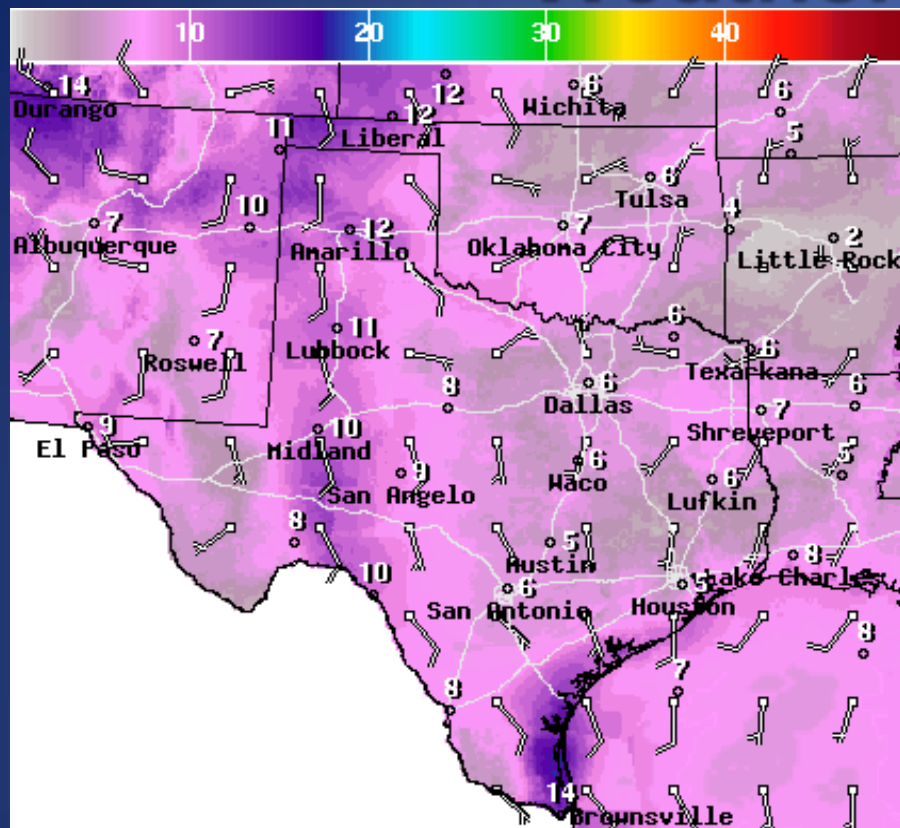 10 20 30 40
14 12 6 6
Durango Wichita
12
11 Liberal 5
6
Tulsa
7 10 12 7 4 2
Albuquerque Amarillo Oklahoma City Little Rock
11 6
7 Lubbock 6
Roswell Texarkana
8 6 6
Dallas 7
9 10 Shreveport
El Paso Midland 9 6 5
San Angelo Waco 6
Lufkin
8 5 8
Austin Lake Charles
10 6 5
San Antonio Houston
8
7
8
14
Brownsville